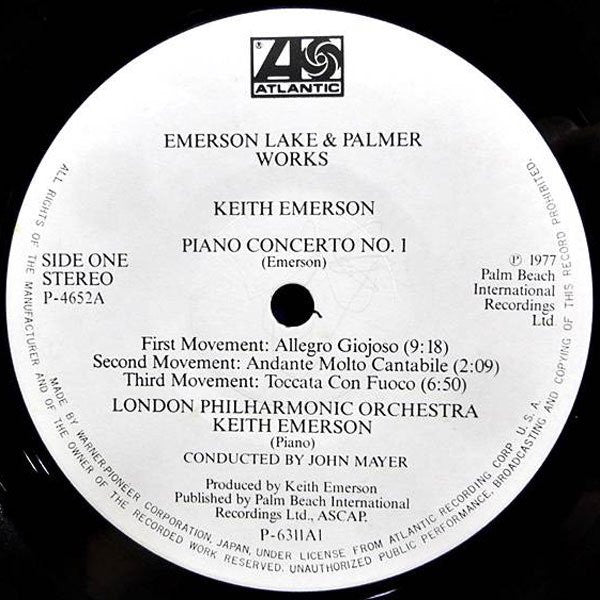 ATLANTIC
EMERSON LAKE & PALMER
WORKS
KEITH EMERSON
PIANO CONCERTO NO. 1
(Emerson)
SIDE ONE
STEREO
P-4652A
℗ 1977
Palm Beach
International
Recordings
Ltd.
First Movement: Allegro Giojoso (9:18)
Second Movement: Andante Molto Cantabile (2:09)
Third Movement: Toccata Con Fuoco (6:50)
LONDON PHILHARMONIC ORCHESTRA
KEITH EMERSON
(Piano)
CONDUCTED BY JOHN MAYER
Produced by Keith Emerson
Published by Palm Beach International
Recordings Ltd., ASCAP.
P-6311A1
MADE BY WARNER-PIONEER CORPORATION, JAPAN, UNDER LICENSE FROM ATLANTIC RECORDING CORP. U.S.A.
ALL RIGHTS OF THE MANUFACTURER AND OF THE OWNER OF THE RECORDED WORK RESERVED. UNAUTHORIZED PUBLIC PERFORMANCE, BROADCASTING AND COPYING OF THIS RECORD PROHIBITED.